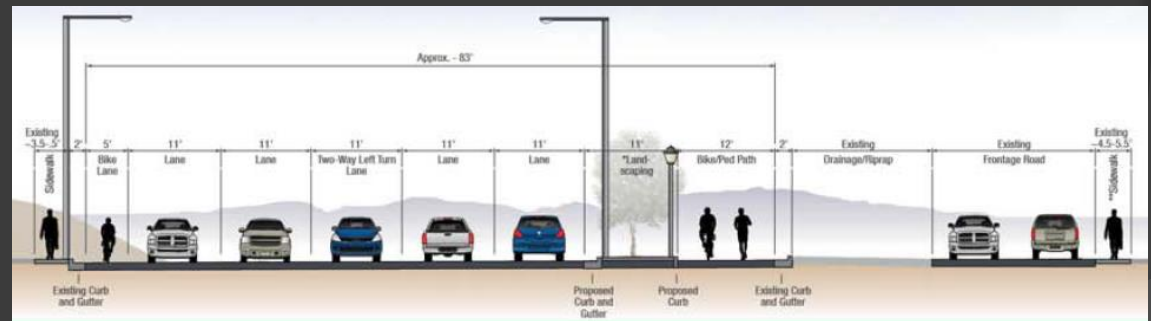 Approx. - 83'
Existing
~3.5-.5'
2'
5'
11'
11'
11'
11'
11'
11'
12'
2'
Existing
Existing
Existing
~4.5-5.5'
Sidewalk
Bike
Lane
Lane
Lane
Two-Way Left Turn
Lane
Lane
Lane
*Land-
scaping
Bike/Ped Path
Drainage/Riprap
Frontage Road
**Sidewalk
Existing Curb
and Gutter
Proposed
Curb and
Gutter
Proposed
Curb
Existing Curb
and Gutter